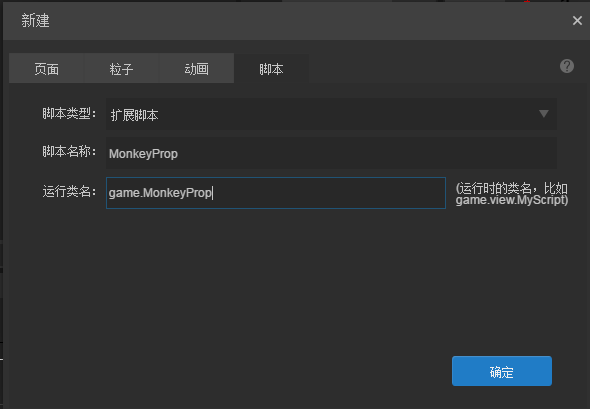 新建
页面 粒子 动画 脚本
脚本类型： 扩展脚本
脚本名称： MonkeyProp
运行类名： game.MonkeyProp (运行时的类名，比如
game.view.MyScript)
确定